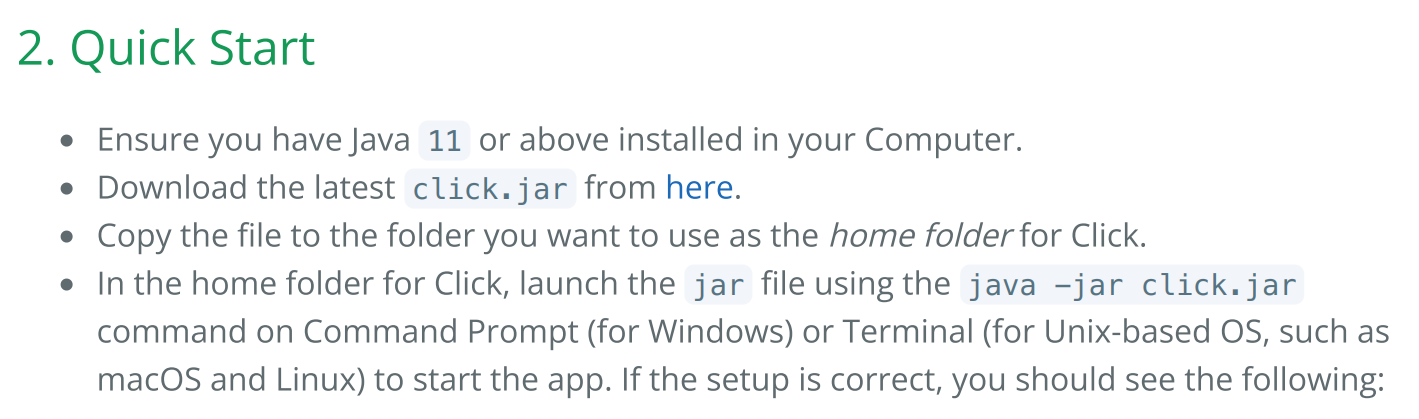 2. Quick Start
• Ensure you have Java 11 or above installed in your Computer.
• Download the latest click.jar from here.
• Copy the file to the folder you want to use as the home folder for Click.
• In the home folder for Click, launch the jar file using the java -jar click.jar
command on Command Prompt (for Windows) or Terminal (for Unix-based OS, such as
macOS and Linux) to start the app. If the setup is correct, you should see the following: